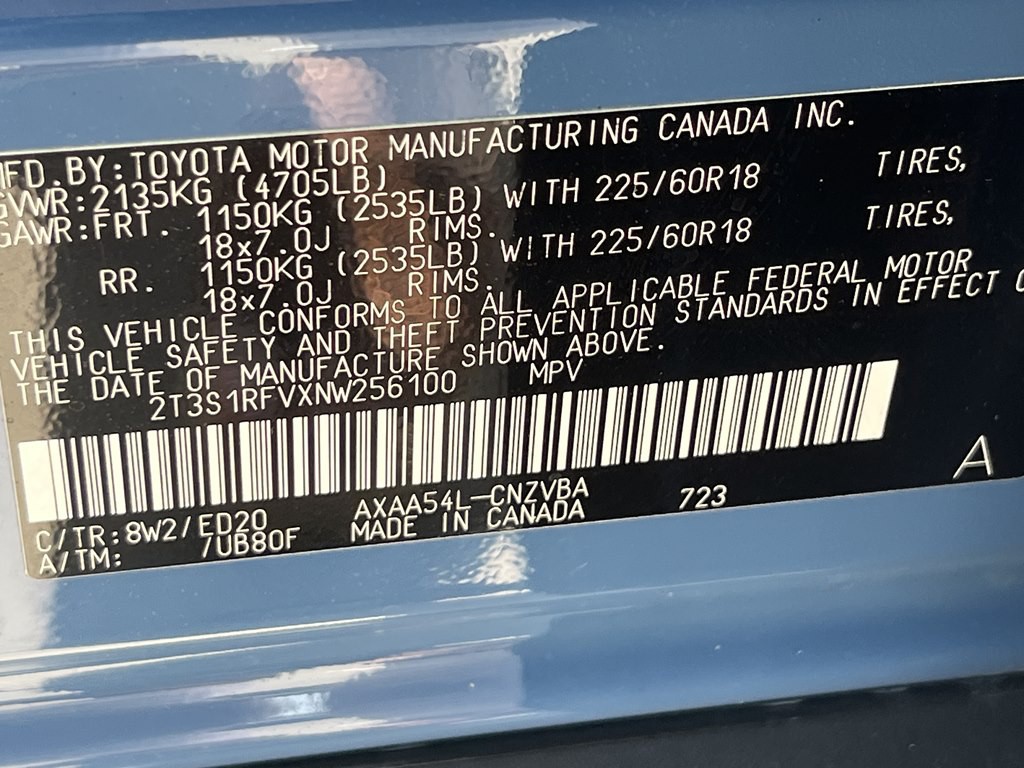 MFD.BY:TOYOTA MOTOR MANUFACTURING CANADA INC.
GVWR:2135KG (4705LB)
GAWR:FRT. 1150KG (2535LB) WITH 225/60R18 TIRES,
18x7.0J RIMS.
RR. 1150KG (2535LB) WITH 225/60R18 TIRES,
18x7.0J RIMS.
THIS VEHICLE CONFORMS TO ALL APPLICABLE FEDERAL MOTOR
VEHICLE SAFETY AND THEFT PREVENTION STANDARDS IN EFFECT
THE DATE OF MANUFACTURE SHOWN ABOVE.
2T3S1RFVXNW256100 MPV
A
C/TR:8W2/ED20 AXAA54L-CNZVBA 723
A/TM: /UB80F MADE IN CANADA